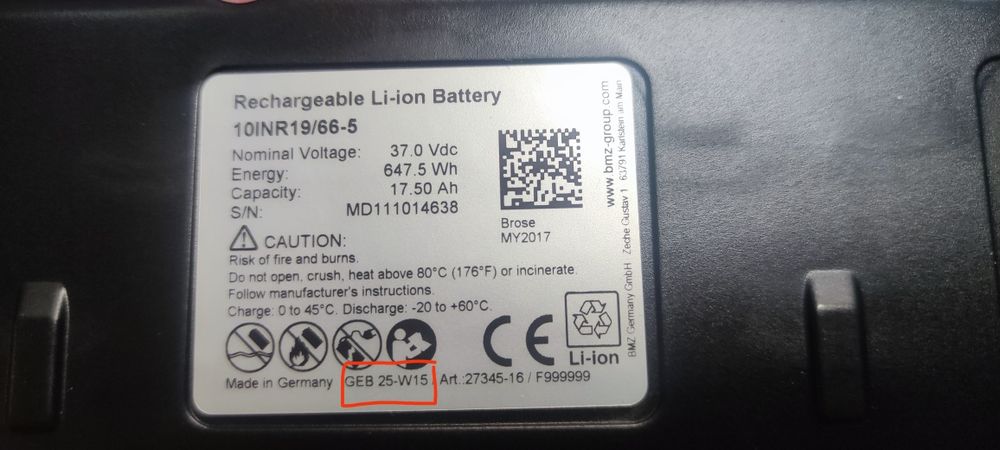 Rechargeable Li-ion Battery
10INR19/66-5
Nominal Voltage: 37.0 Vdc
Energy: 647.5 Wh
Capacity: 17.50 Ah
S/N: MD111014638
Brose
MY2017
CAUTION:
Risk of fire and burns.
Do not open, crush, heat above 80°C (176°F) or incinerate.
Follow manufacturer's instructions.
Charge: 0 to 45°C. Discharge: -20 to +60°C.
CE
Li-ion
Made in Germany GEB 25-W15 / Art.:27345-16 / F999999
www.bmz-group.com
BMZ Germany GmbH Zeche Gustav 1 63791 Karlstein am Main